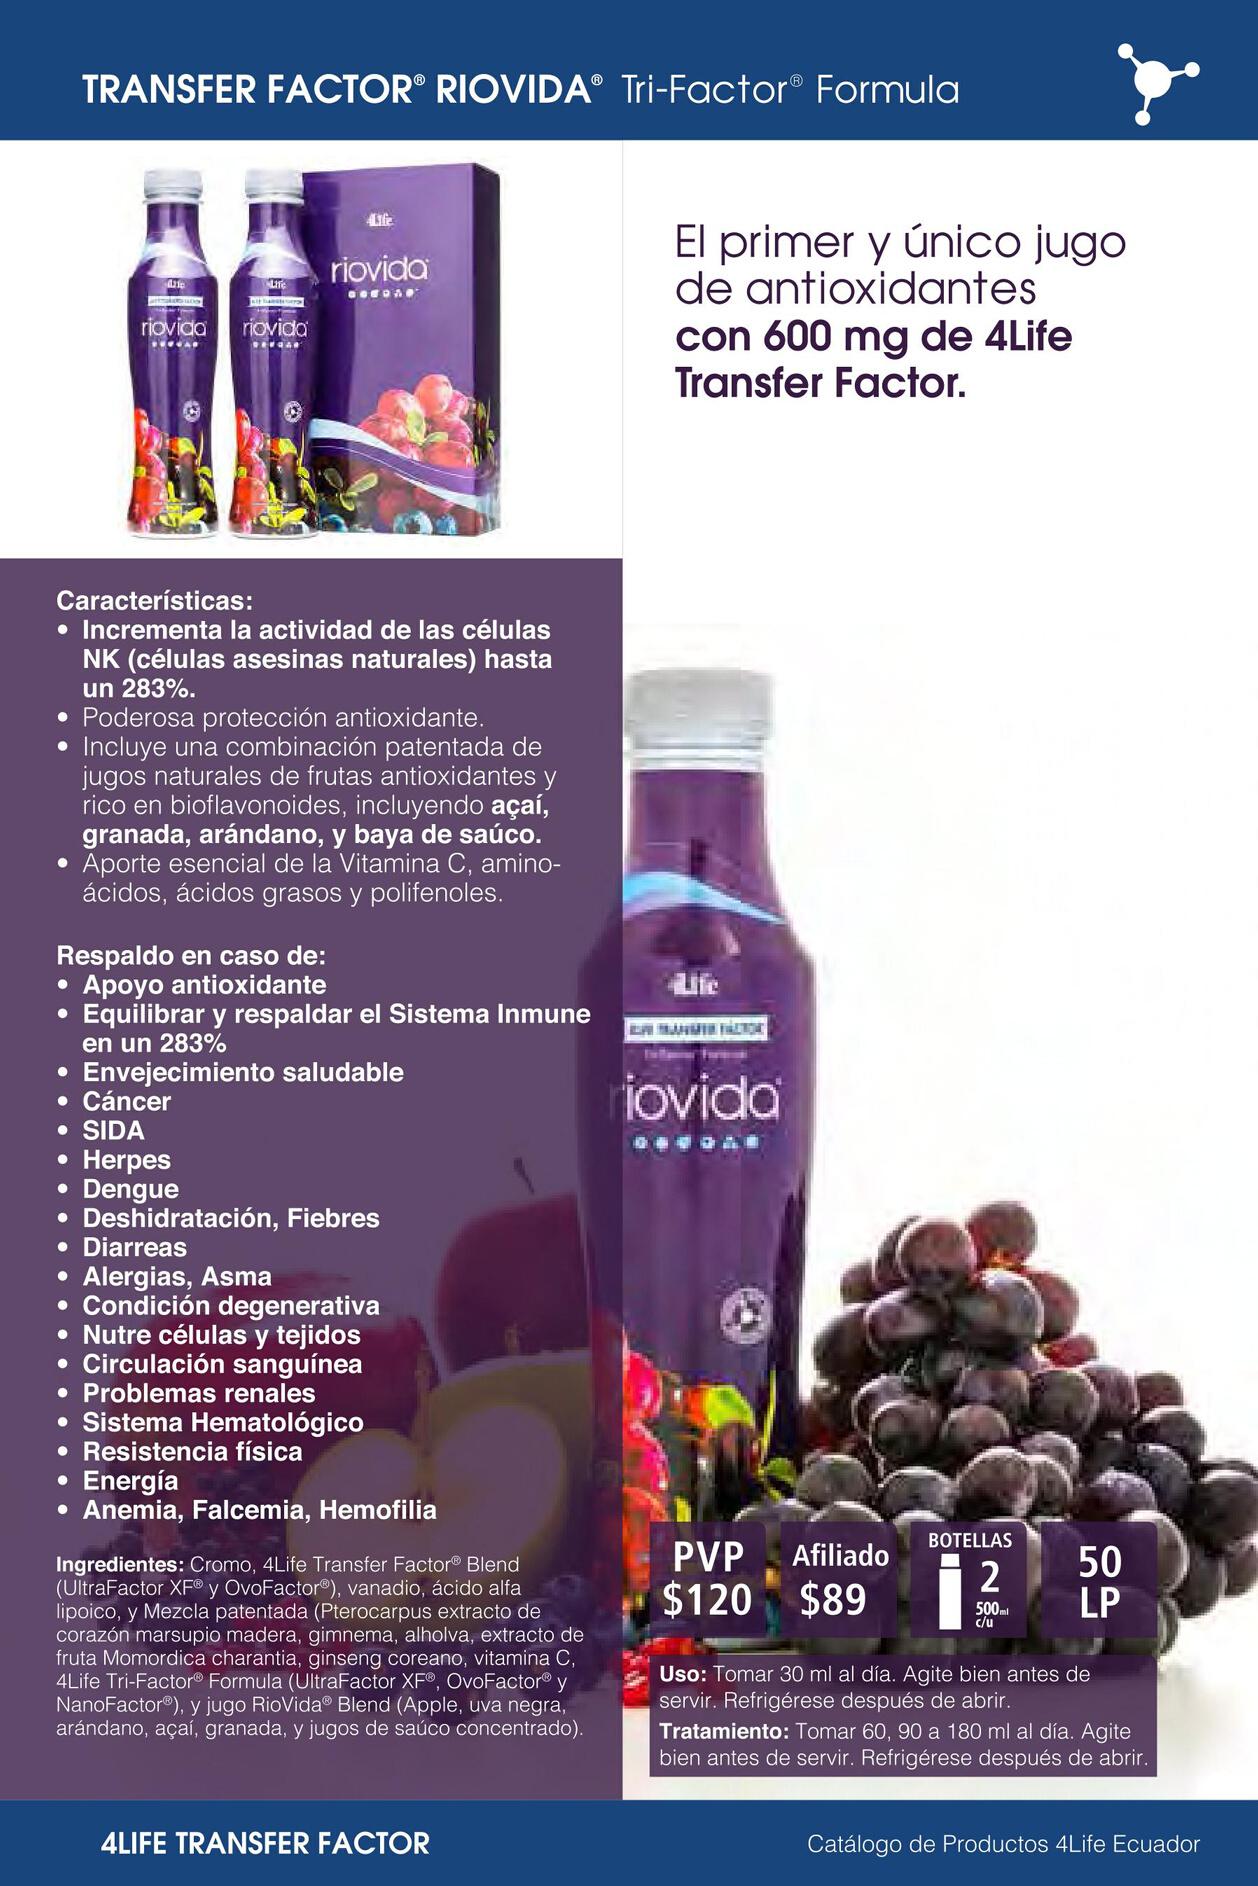 TRANSFER FACTOR® RIOVIDA® Tri-Factor® Formula
4Life
riovida
4Life
riovida
4Life
riovida
El primer y único jugo
de antioxidantes
con 600 mg de 4Life
Transfer Factor.
Características:
• Incrementa la actividad de las células
NK (células asesinas naturales) hasta
un 283%.
• Poderosa protección antioxidante.
• Incluye una combinación patentada de
jugos naturales de frutas antioxidantes y
rico en bioflavonoides, incluyendo açaí,
granada, arándano, y baya de saúco.
• Aporte esencial de la Vitamina C, amino-
ácidos, ácidos grasos y polifenoles.
Respaldo en caso de:
• Apoyo antioxidante
• Equilibrar y respaldar el Sistema Inmune
en un 283%
• Envejecimiento saludable
• Cáncer
• SIDA
• Herpes
• Dengue
• Deshidratación, Fiebres
• Diarreas
• Alergias, Asma
• Condición degenerativa
• Nutre células y tejidos
• Circulación sanguínea
• Problemas renales
• Sistema Hematológico
• Resistencia física
• Energía
• Anemia, Falcemia, Hemofilia
Ingredientes: Cromo, 4Life Transfer Factor® Blend
(UltraFactor XF® y OvoFactor®), vanadio, ácido alfa
lipoico, y Mezcla patentada (Pterocarpus extracto de
corazón marsupio madera, gimnema, alholva, extracto de
fruta Momordica charantia, ginseng coreano, vitamina C,
4Life Tri-Factor® Formula (UltraFactor XF®, OvoFactor® y
NanoFactor®), y jugo RioVida® Blend (Apple, uva negra,
arándano, açaí, granada, y jugos de saúco concentrado).
4Life
4LIFE TRANSFER FACTOR
riovida
PVP
$120
Afiliado
$89
BOTELLAS
2
500ml
c/u
50
LP
Uso: Tomar 30 ml al día. Agite bien antes de
servir. Refrigérese después de abrir.
Tratamiento: Tomar 60, 90 a 180 ml al día. Agite
bien antes de servir. Refrigérese después de abrir.
4LIFE TRANSFER FACTOR
Catálogo de Productos 4Life Ecuador